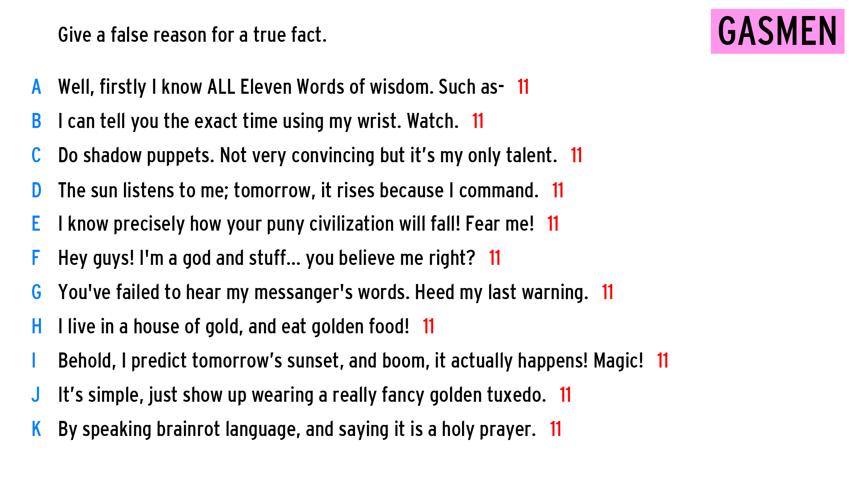 Give a false reason for a true fact.
GASMEN
A Well, firstly I know ALL Eleven Words of wisdom. Such as- 11
B I can tell you the exact time using my wrist. Watch. 11
C Do shadow puppets. Not very convincing but it's my only talent. 11
D The sun listens to me; tomorrow, it rises because I command. 11
E I know precisely how your puny civilization will fall! Fear me! 11
F Hey guys! I'm a god and stuff... you believe me right? 11
G You've failed to hear my messanger's words. Heed my last warning. 11
H I live in a house of gold, and eat golden food! 11
I Behold, I predict tomorrow's sunset, and boom, it actually happens! Magic! 11
J It's simple, just show up wearing a really fancy golden tuxedo. 11
K By speaking brainrot language, and saying it is a holy prayer. 11